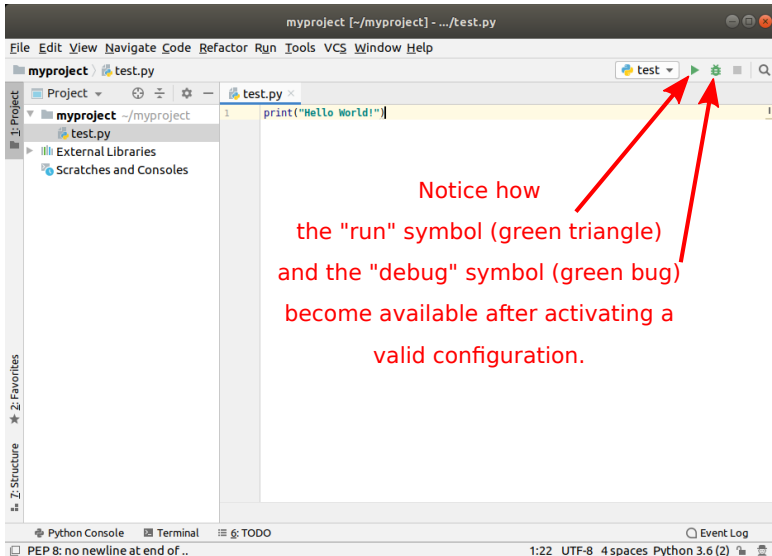 myproject [~/myproject] - .../test.py
File Edit View Navigate Code Refactor Run Tools VCS Window Help
myproject test.py test
1: Project
Project
test.py
myproject ~/myproject
test.py
External Libraries
Scratches and Consoles
1 print("Hello World!")
Notice how
the "run" symbol (green triangle)
and the "debug" symbol (green bug)
become available after activating a
valid configuration.
2: Favorites
7: Structure
Python Console Terminal 6: TODO Event Log
PEP 8: no newline at end of .. 1:22 UTF-8 4 spaces Python 3.6 (2)